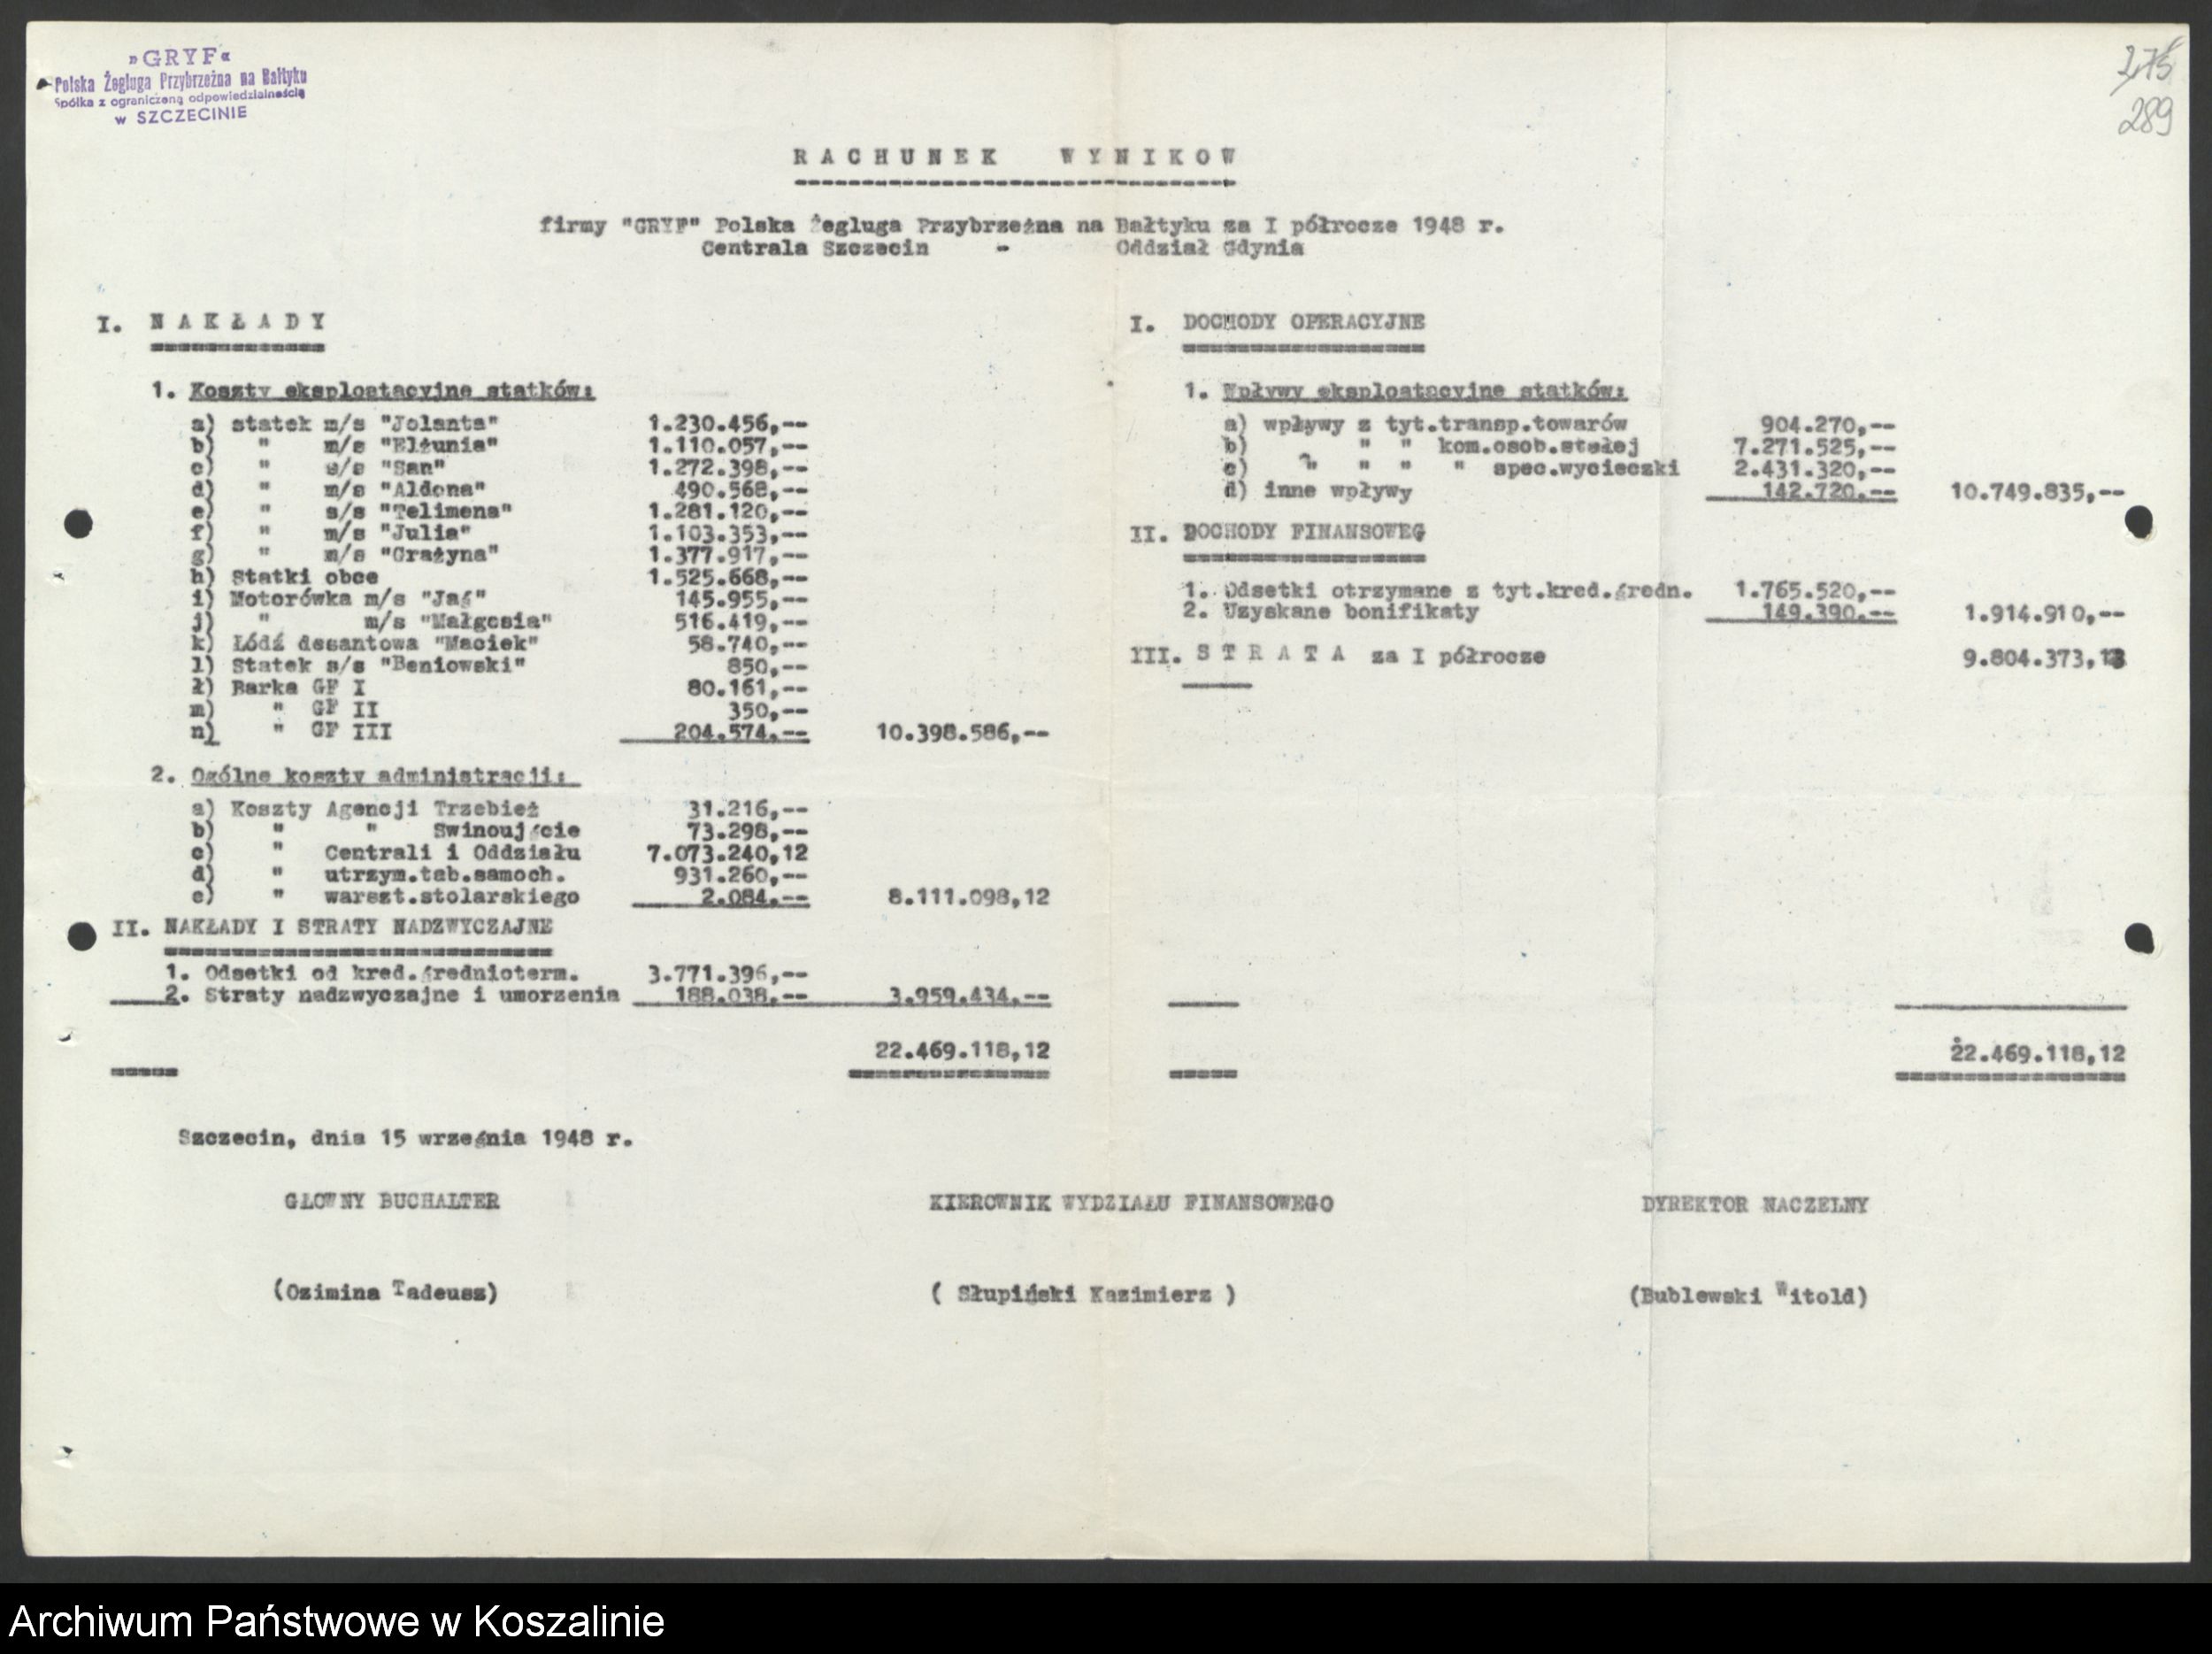 »GRYF«
Polska Żegluga Przybrzeżna na Bałtyku
Spółka z ograniczoną odpowiedzialnością
w SZCZECINIE
275
289
RACHUNEK WYNIKOW
firmy "GRYF" Polska Żegluga Przybrzeżna na Bałtyku za I półrocze 1948 r.
Centrala Szczecin - Oddział Gdynia
I. NAKŁADY
1. Koszty eksploatacyjne statków:
a) statek m/s "Jolanta" 1.230.456,--
b) " m/s "Elżunia" 1.110.057,--
c) " s/s "San" 1.272.398,--
d) " m/s "Aldona" 490.568,--
e) " s/s "Telimena" 1.281.120,--
f) " m/s "Julia" 1.103.353,--
g) " m/s "Grażyna" 1.377.917,--
h) Statki obce 1.525.668,--
i) Motorówka m/s "Jaś" 145.955,--
j) " m/s "Małgosia" 516.419,--
k) Łódź desantowa "Maciek" 58.740,--
l) Statek s/s "Beniowski" 850,--
ł) Barka GF I 80.161,--
m) " GF II 350,--
n) " GF III 204.574,-- 10.398.586,--
2. Ogólne koszty administracji:
a) Koszty Agencji Trzebież 31.216,--
b) " " Swinoujście 73.298,--
c) " Centrali i Oddziału 7.073.240,12
d) " utrzym.tab.samoch. 931.260,--
e) " warszt.stolarskiego 2.084,-- 8.111.098,12
II. NAKŁADY I STRATY NADZWYCZAJNE
1. Odsetki od kred.średnioterm. 3.771.396,--
2. Straty nadzwyczajne i umorzenia 188.038,-- 3.959.434,--
22.469.118,12
I. DOCHODY OPERACYJNE
1. Wpływy eksploatacyjne statków:
a) wpływy z tyt.transp.towarów 904.270,--
b) " " kom.osob.stałej 7.271.525,--
c) " " " " spec.wycieczki 2.431.320,--
d) inne wpływy 142.720,-- 10.749.835,--
II. DOCHODY FINANSOWEG
1. Odsetki otrzymane z tyt.kred.średn. 1.765.520,--
2. Uzyskane bonifikaty 149.390,-- 1.914.910,--
III. STRATA za I półrocze 9.804.373,12
22.469.118,12
Szczecin, dnia 15 września 1948 r.
GŁOWNY BUCHALTER KIEROWNIK WYDZIAŁU FINANSOWEGO DYREKTOR NACZELNY
(Ozimina Tadeusz) ( Słupiński Kazimierz ) (Bublewski Witold)
Archiwum Państwowe w Koszalinie